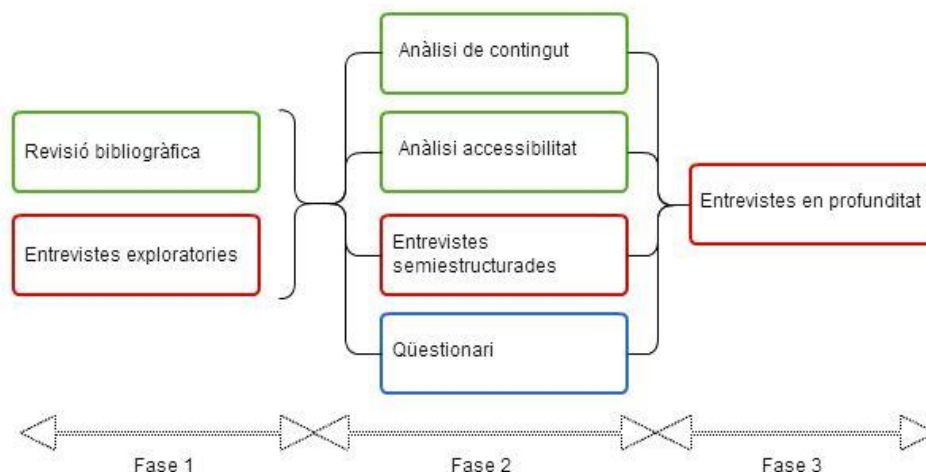 Anàlisi de contingut
Revisió bibliogràfica
Anàlisi accessibilitat
Entrevistes en profunditat
Entrevistes exploratories
Entrevistes
semiestructurades
Qüestionari
Fase 1
Fase 2
Fase 3